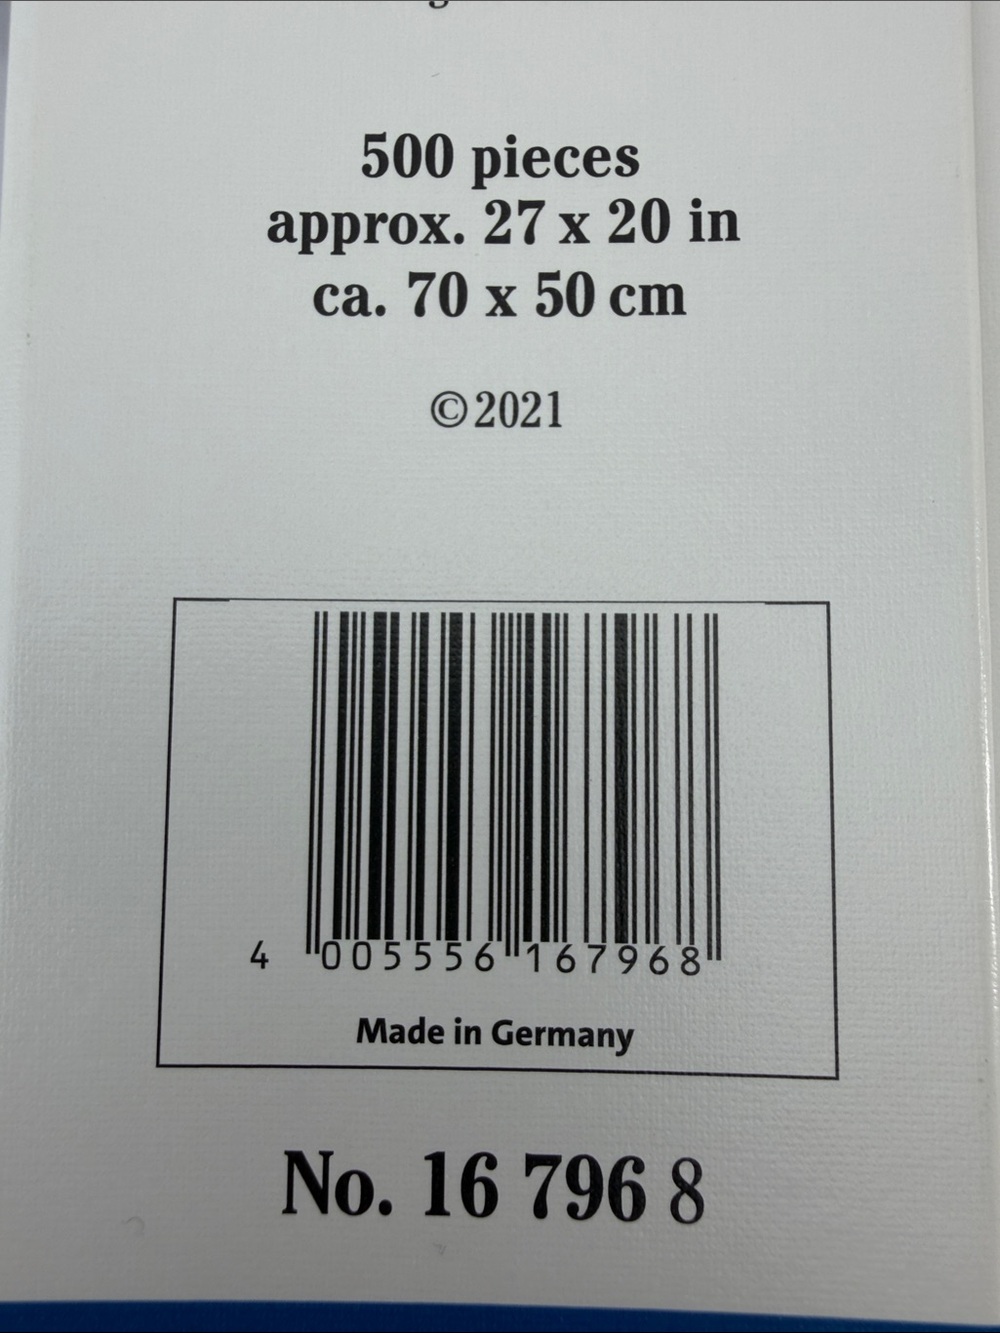 500 pieces
approx. 27 x 20 in
ca. 70 x 50 cm
©2021
4 005556 167968
Made in Germany
No. 16 796 8